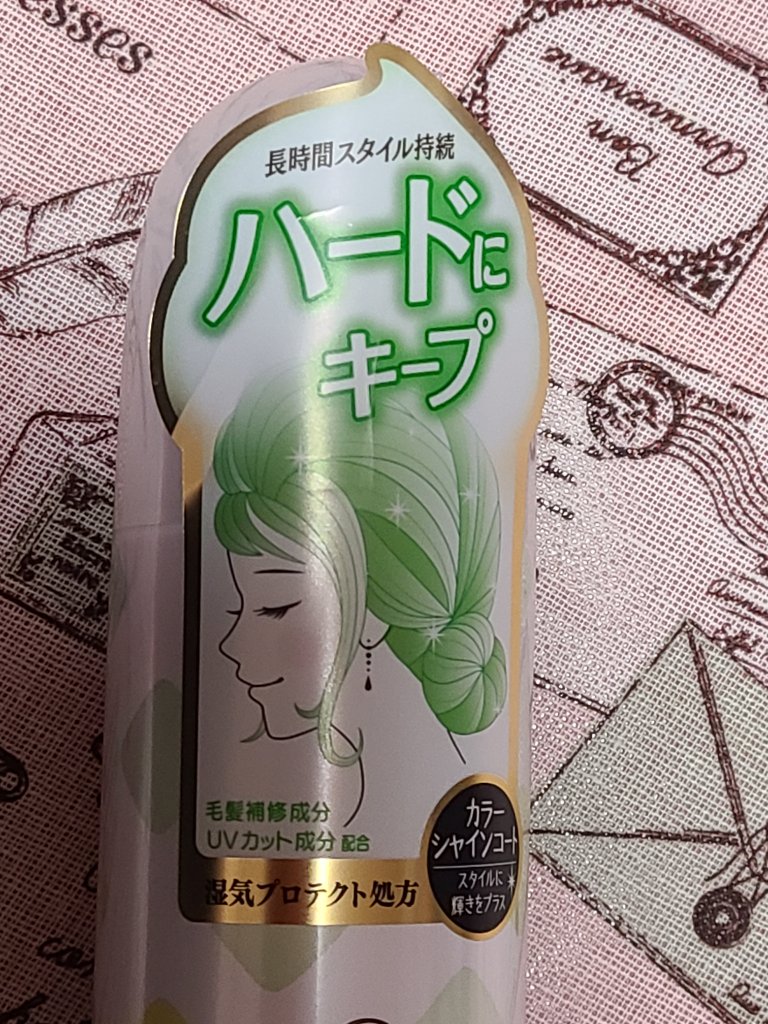 esses
Bon
Anniversaire
長時間スタイル持続
ハードに
キープ
毛髪補修成分
UVカット成分 配合
湿気プロテクト処方
カラー
シャインコート
スタイルに
輝きをプラス